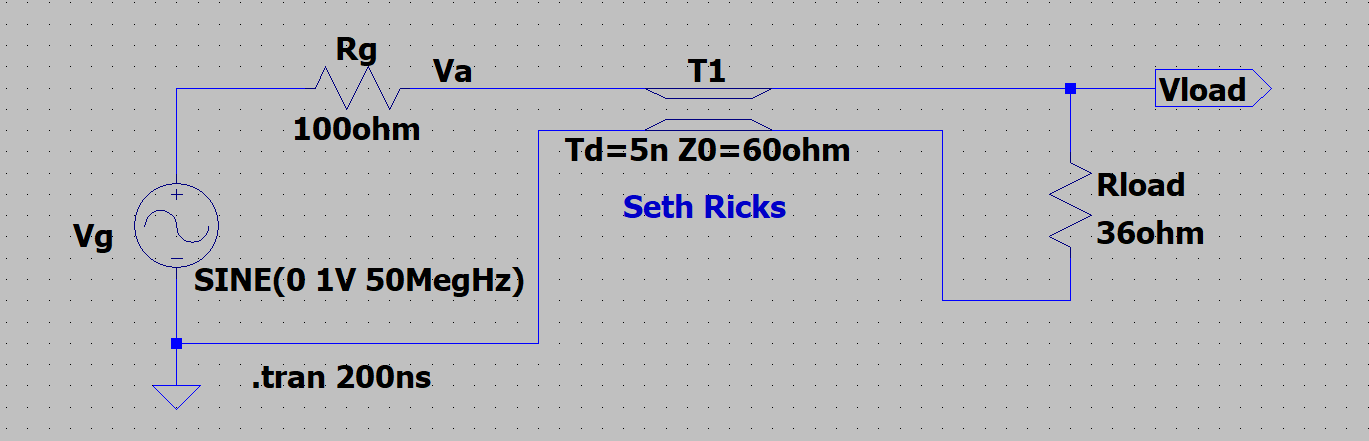 Rg
Va
T1
Vload
100ohm
Td=5n Z0=60ohm
Rload
Seth Ricks
36ohm
Vg
+
−
SINE(0 1V 50MegHz)
.tran 200ns